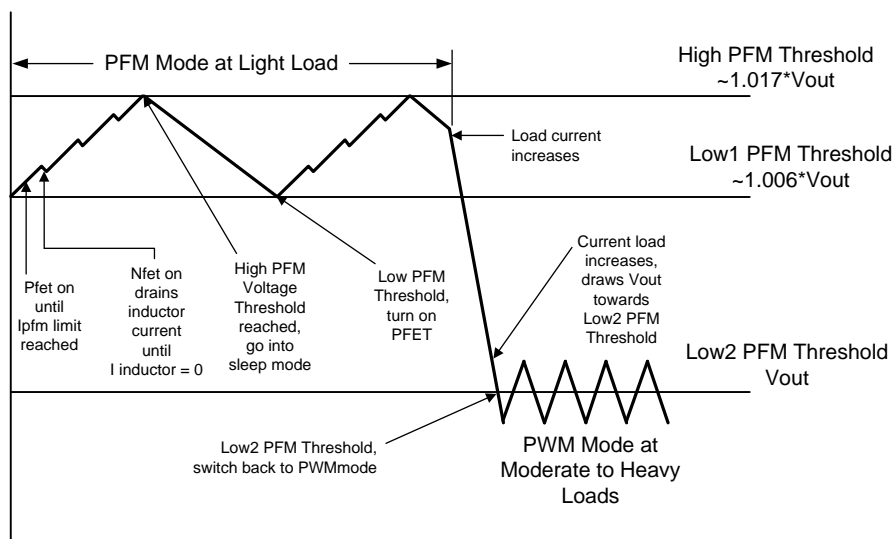 High PFM Threshold
~1.017*Vout
PFM Mode at Light Load
Load current
increases
Low1 PFM Threshold
~1.006*Vout
Pfet on
until
Ipfm limit
reached
Nfet on
drains
inductor
current
until
I inductor = 0
High PFM
Voltage
Threshold
reached,
go into
sleep mode
Low PFM
Threshold,
turn on
PFET
Current load
increases,
draws Vout
towards
Low2 PFM
Threshold
Low2 PFM Threshold
Vout
Low2 PFM Threshold,
switch back to PWMmode
PWM Mode at
Moderate to Heavy
Loads